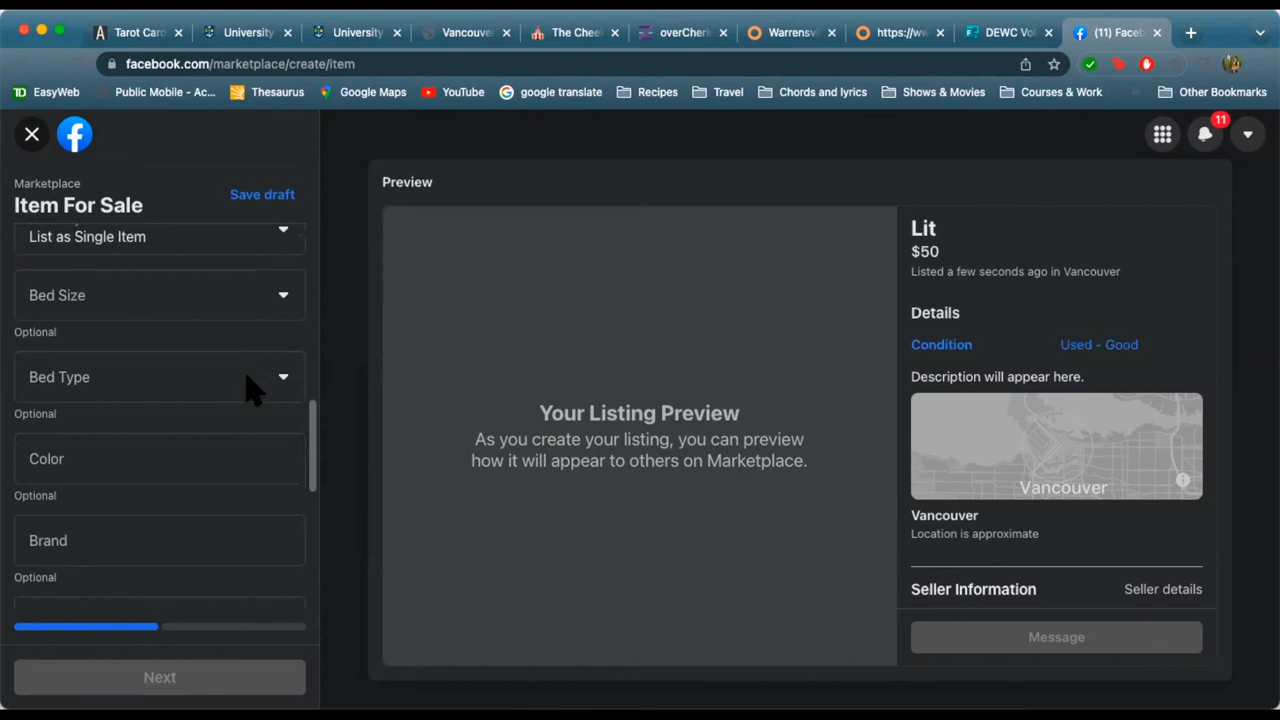 Tarot Card
University
University
Vancouver
The Chee
overCherin
Warrensvi
https://ww
DEWC Vol
(11) Faceb
facebook.com/marketplace/create/item
TD EasyWeb
Public Mobile - Ac...
Thesaurus
Google Maps
YouTube
google translate
Recipes
Travel
Chords and lyrics
Shows & Movies
Courses & Work
Other Bookmarks
11
Marketplace
Item For Sale
Save draft
List as Single Item
Bed Size
Optional
Bed Type
Optional
Color
Optional
Brand
Optional
Next
Preview
Your Listing Preview
As you create your listing, you can preview
how it will appear to others on Marketplace.
Lit
$50
Listed a few seconds ago in Vancouver
Details
Condition
Used - Good
Description will appear here.
Vancouver
Vancouver
Location is approximate
Seller Information
Seller details
Message